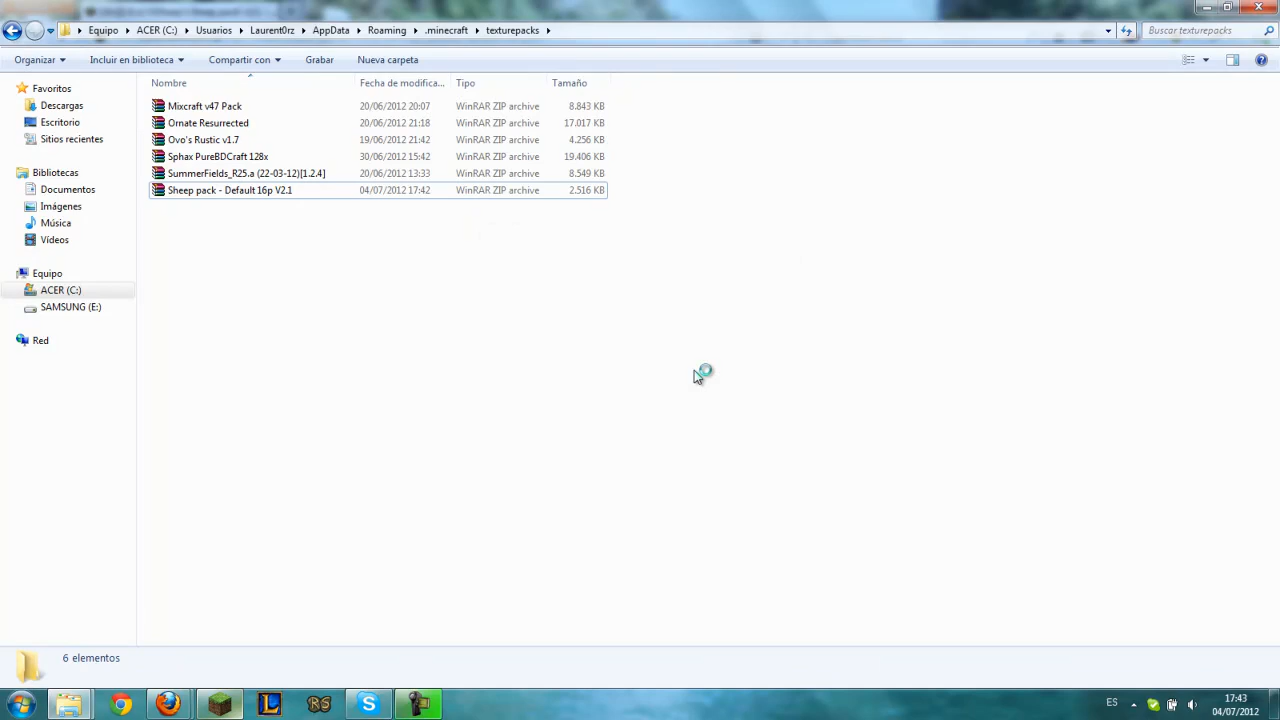 Equipo ▸ ACER (C:) ▸ Usuarios ▸ Laurent0rz ▸ AppData ▸ Roaming ▸ .minecraft ▸ texturepacks ▸ Buscar texturepacks
Organizar Incluir en biblioteca Compartir con Grabar Nueva carpeta
Favoritos
Descargas
Escritorio
Sitios recientes
Bibliotecas
Documentos
Imágenes
Música
Vídeos
Equipo
ACER (C:)
SAMSUNG (E:)
Red
Nombre Fecha de modifica... Tipo Tamaño
Mixcraft v47 Pack 20/06/2012 20:07 WinRAR ZIP archive 8.843 KB
Ornate Resurrected 20/06/2012 21:18 WinRAR ZIP archive 17.017 KB
Ovo's Rustic v1.7 19/06/2012 21:42 WinRAR ZIP archive 4.256 KB
Sphax PureBDCraft 128x 30/06/2012 15:42 WinRAR ZIP archive 19.406 KB
SummerFields_R25.a (22-03-12)[1.2.4] 20/06/2012 13:33 WinRAR ZIP archive 8.549 KB
Sheep pack - Default 16p V2.1 04/07/2012 17:42 WinRAR ZIP archive 2.516 KB
6 elementos
RS
ES
17:43
04/07/2012